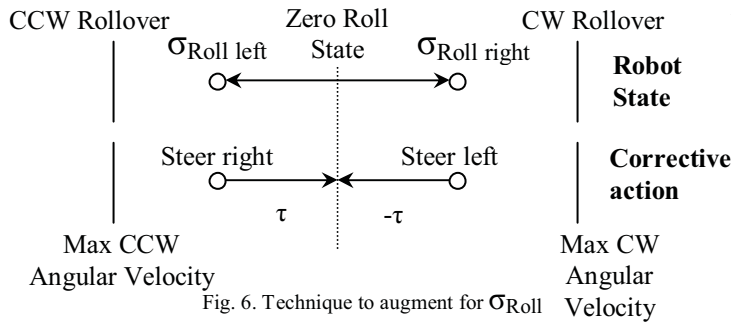 CCW Rollover
Zero Roll
State
CW Rollover
σRoll left
σRoll right
Robot
State
Steer right
Steer left
Corrective
action
τ
-τ
Max CCW
Angular Velocity
Max CW
Angular
Velocity
Fig. 6. Technique to augment for σRoll